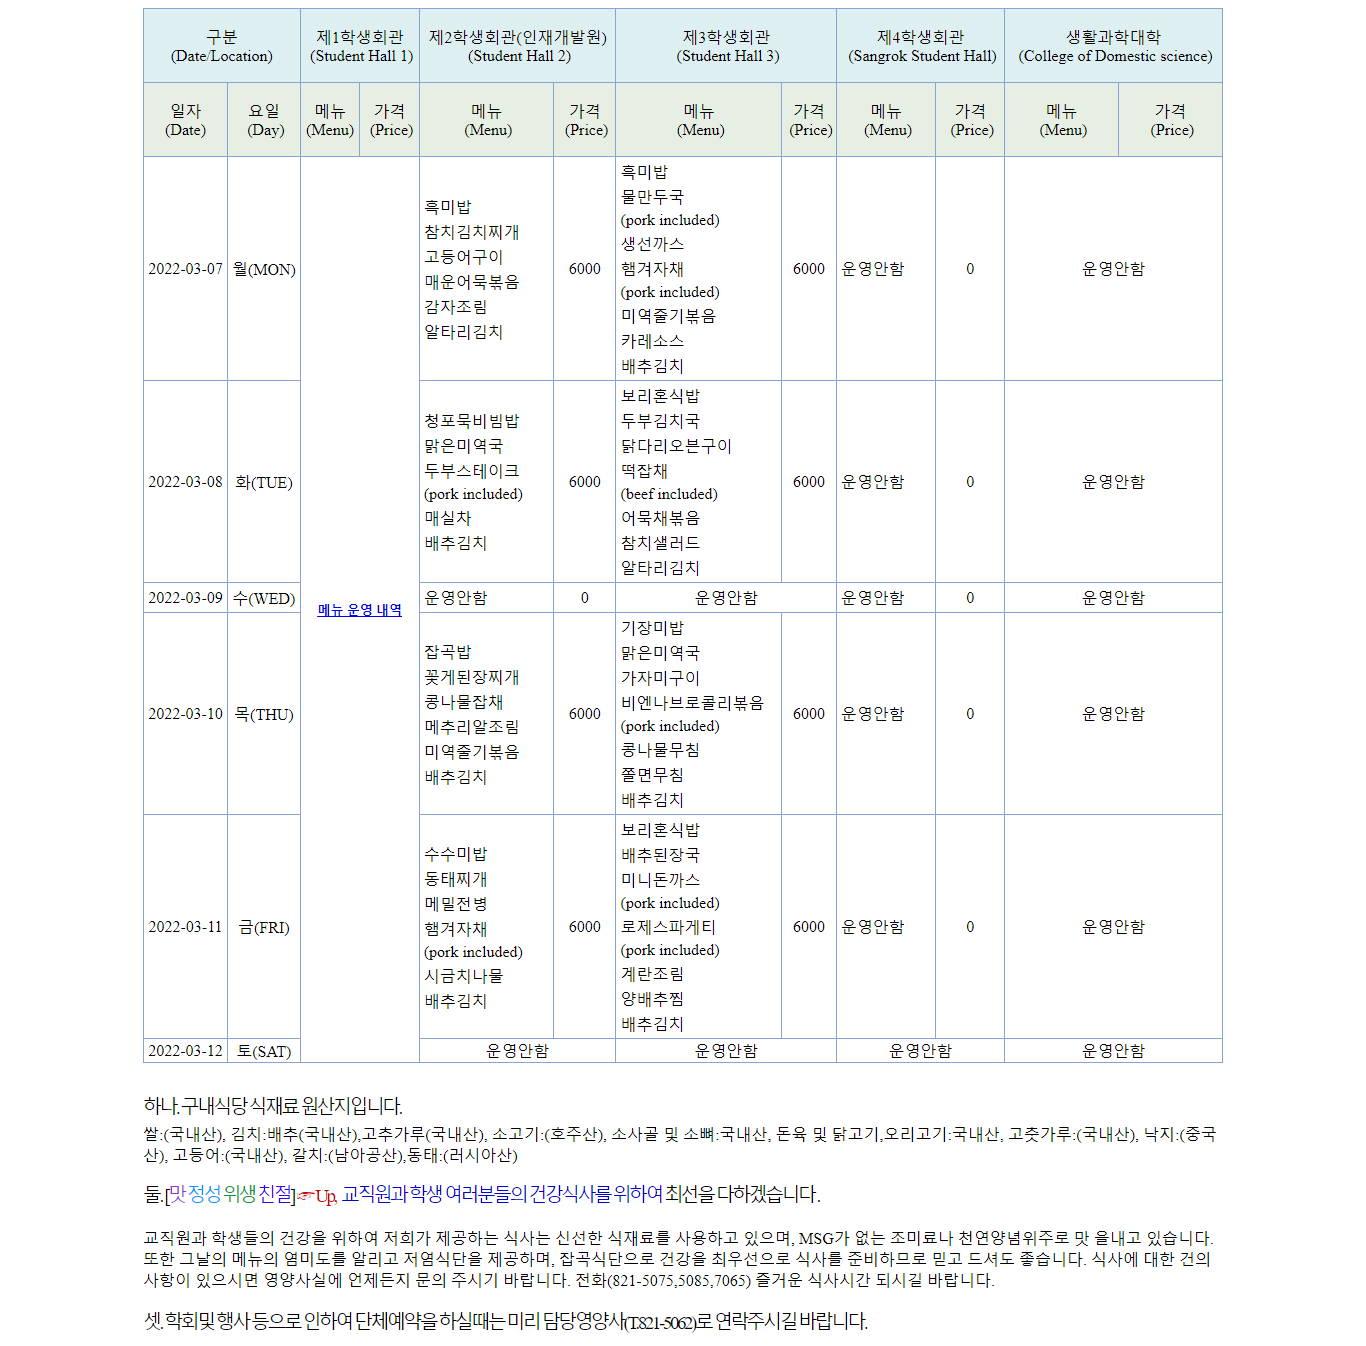 구분
(Date/Location)
제1학생회관
(Student Hall 1)
제2학생회관(인재개발원)
(Student Hall 2)
제3학생회관
(Student Hall 3)
제4학생회관
(Sangrok Student Hall)
생활과학대학
(College of Domestic science)
일자
(Date)
요일
(Day)
메뉴
(Menu)
가격
(Price)
메뉴
(Menu)
가격
(Price)
메뉴
(Menu)
가격
(Price)
메뉴
(Menu)
가격
(Price)
메뉴
(Menu)
가격
(Price)
2022-03-07
월(MON)
메뉴 운영 내역
흑미밥
참치김치찌개
고등어구이
매운어묵볶음
감자조림
알타리김치
6000
흑미밥
물만두국
(pork included)
생선까스
햄겨자채
(pork included)
미역줄기볶음
카레소스
배추김치
6000
운영안함
0
운영안함
2022-03-08
화(TUE)
청포묵비빔밥
맑은미역국
두부스테이크
(pork included)
매실차
배추김치
6000
보리혼식밥
두부김치국
닭다리오븐구이
떡잡채
(beef included)
어묵채볶음
참치샐러드
알타리김치
6000
운영안함
0
운영안함
2022-03-09
수(WED)
운영안함
0
운영안함
운영안함
0
운영안함
2022-03-10
목(THU)
잡곡밥
꽃게된장찌개
콩나물잡채
메추리알조림
미역줄기볶음
배추김치
6000
기장미밥
맑은미역국
가자미구이
비엔나브로콜리볶음
(pork included)
콩나물무침
쫄면무침
배추김치
6000
운영안함
0
운영안함
2022-03-11
금(FRI)
수수미밥
동태찌개
메밀전병
햄겨자채
(pork included)
시금치나물
배추김치
6000
보리혼식밥
배추된장국
미니돈까스
(pork included)
로제스파게티
(pork included)
계란조림
양배추찜
배추김치
6000
운영안함
0
운영안함
2022-03-12
토(SAT)
운영안함
운영안함
운영안함
운영안함
하나. 구내식당 식재료 원산지입니다.
쌀:(국내산), 김치:배추(국내산),고추가루(국내산), 소고기:(호주산), 소사골 및 소뼈:국내산, 돈육 및 닭고기,오리고기:국내산, 고춧가루:(국내산), 낙지:(중국
산), 고등어:(국내산), 갈치:(남아공산),동태:(러시아산)
둘. [맛 정성 위생 친절]☞Up, 교직원과 학생 여러분들의 건강식사를 위하여 최선을 다하겠습니다.
교직원과 학생들의 건강을 위하여 저희가 제공하는 식사는 신선한 식재료를 사용하고 있으며, MSG가 없는 조미료나 천연양념위주로 맛 을내고 있습니다.
또한 그날의 메뉴의 염미도를 알리고 저염식단을 제공하며, 잡곡식단으로 건강을 최우선으로 식사를 준비하므로 믿고 드셔도 좋습니다. 식사에 대한 건의
사항이 있으시면 영양사실에 언제든지 문의 주시기 바랍니다. 전화(821-5075,5085,7065) 즐거운 식사시간 되시길 바랍니다.
셋. 학회및 행사 등으로 인하여 단체예약을 하실때는 미리 담당영양사(T.821-5062)로 연락주시길 바랍니다.